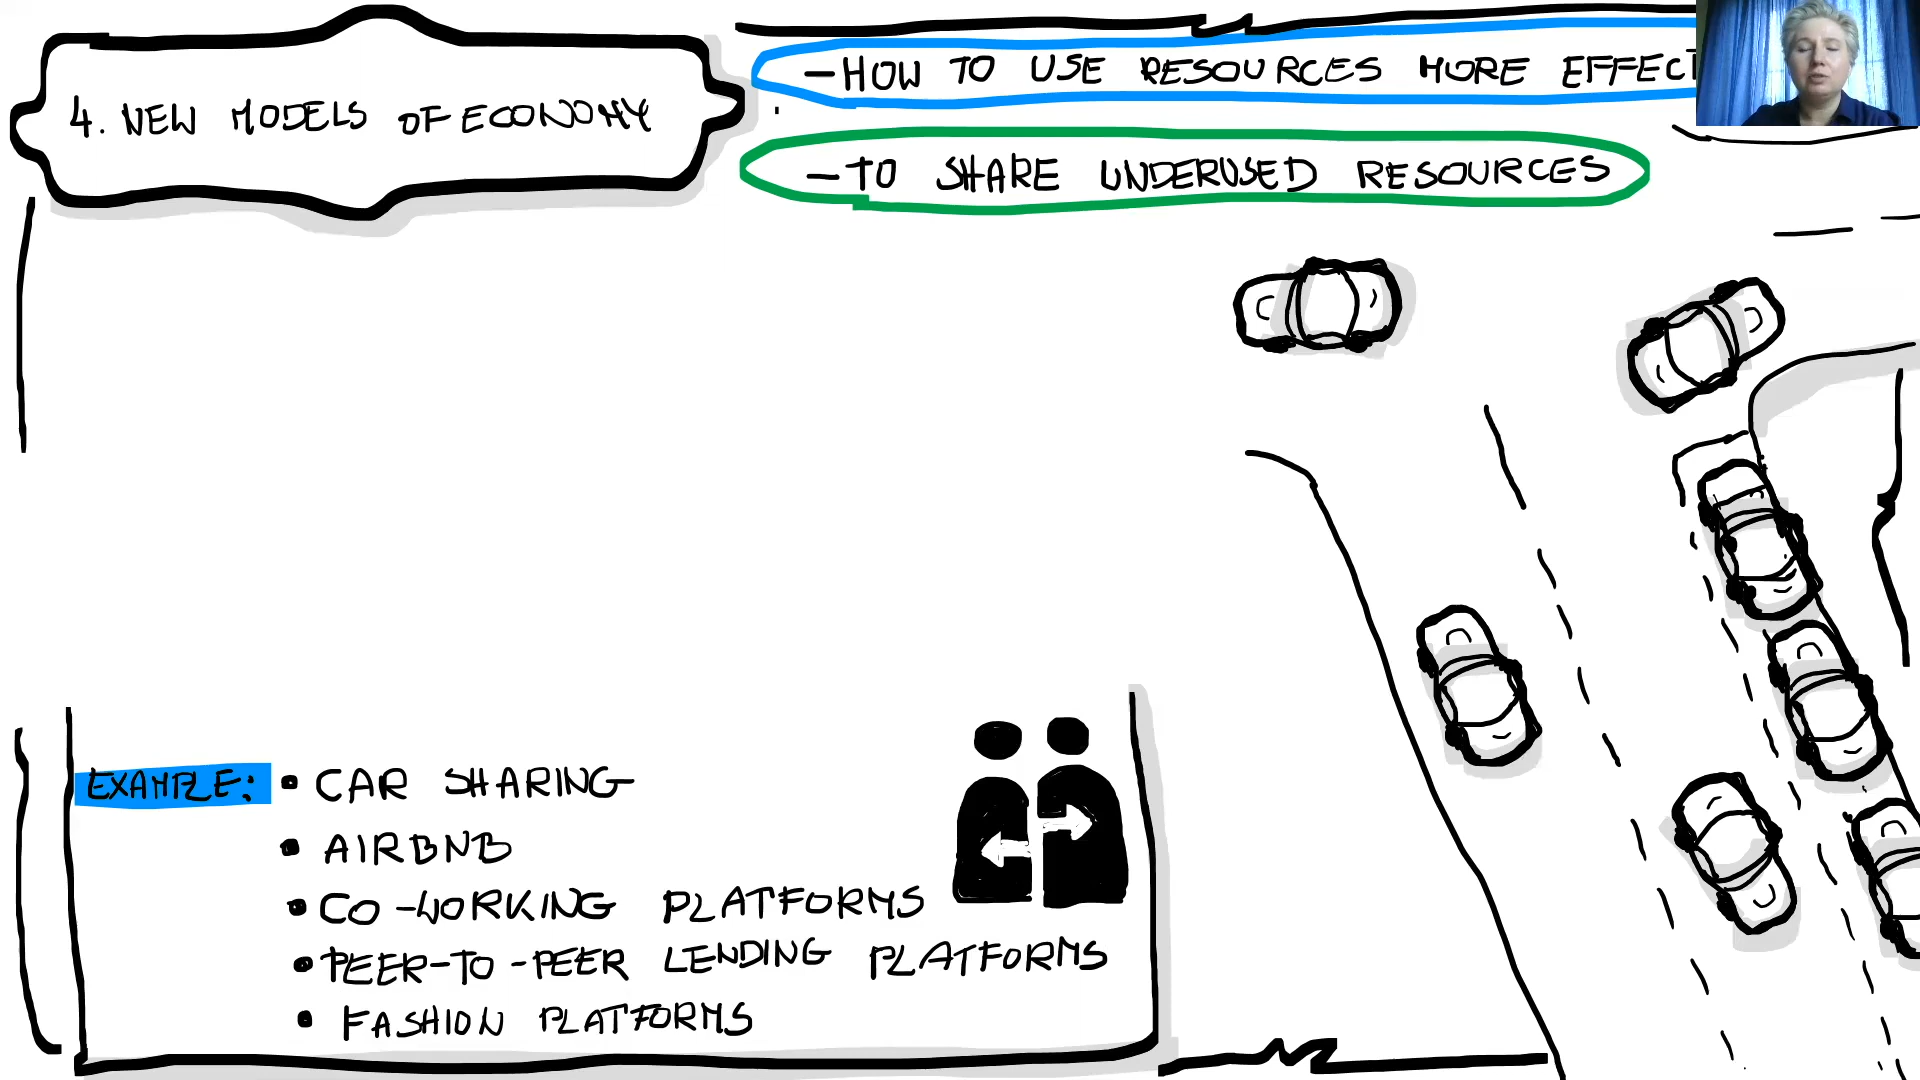 4. NEW MODELS OF ECONOMY
- HOW TO USE RESOURCES MORE EFFECT
- TO SHARE UNDERUSED RESOURCES
EXAMPLE: • CAR SHARING
• AIRBNB
• CO-WORKING PLATFORMS
• PEER-TO-PEER LENDING PLATFORMS
• FASHION PLATFORMS